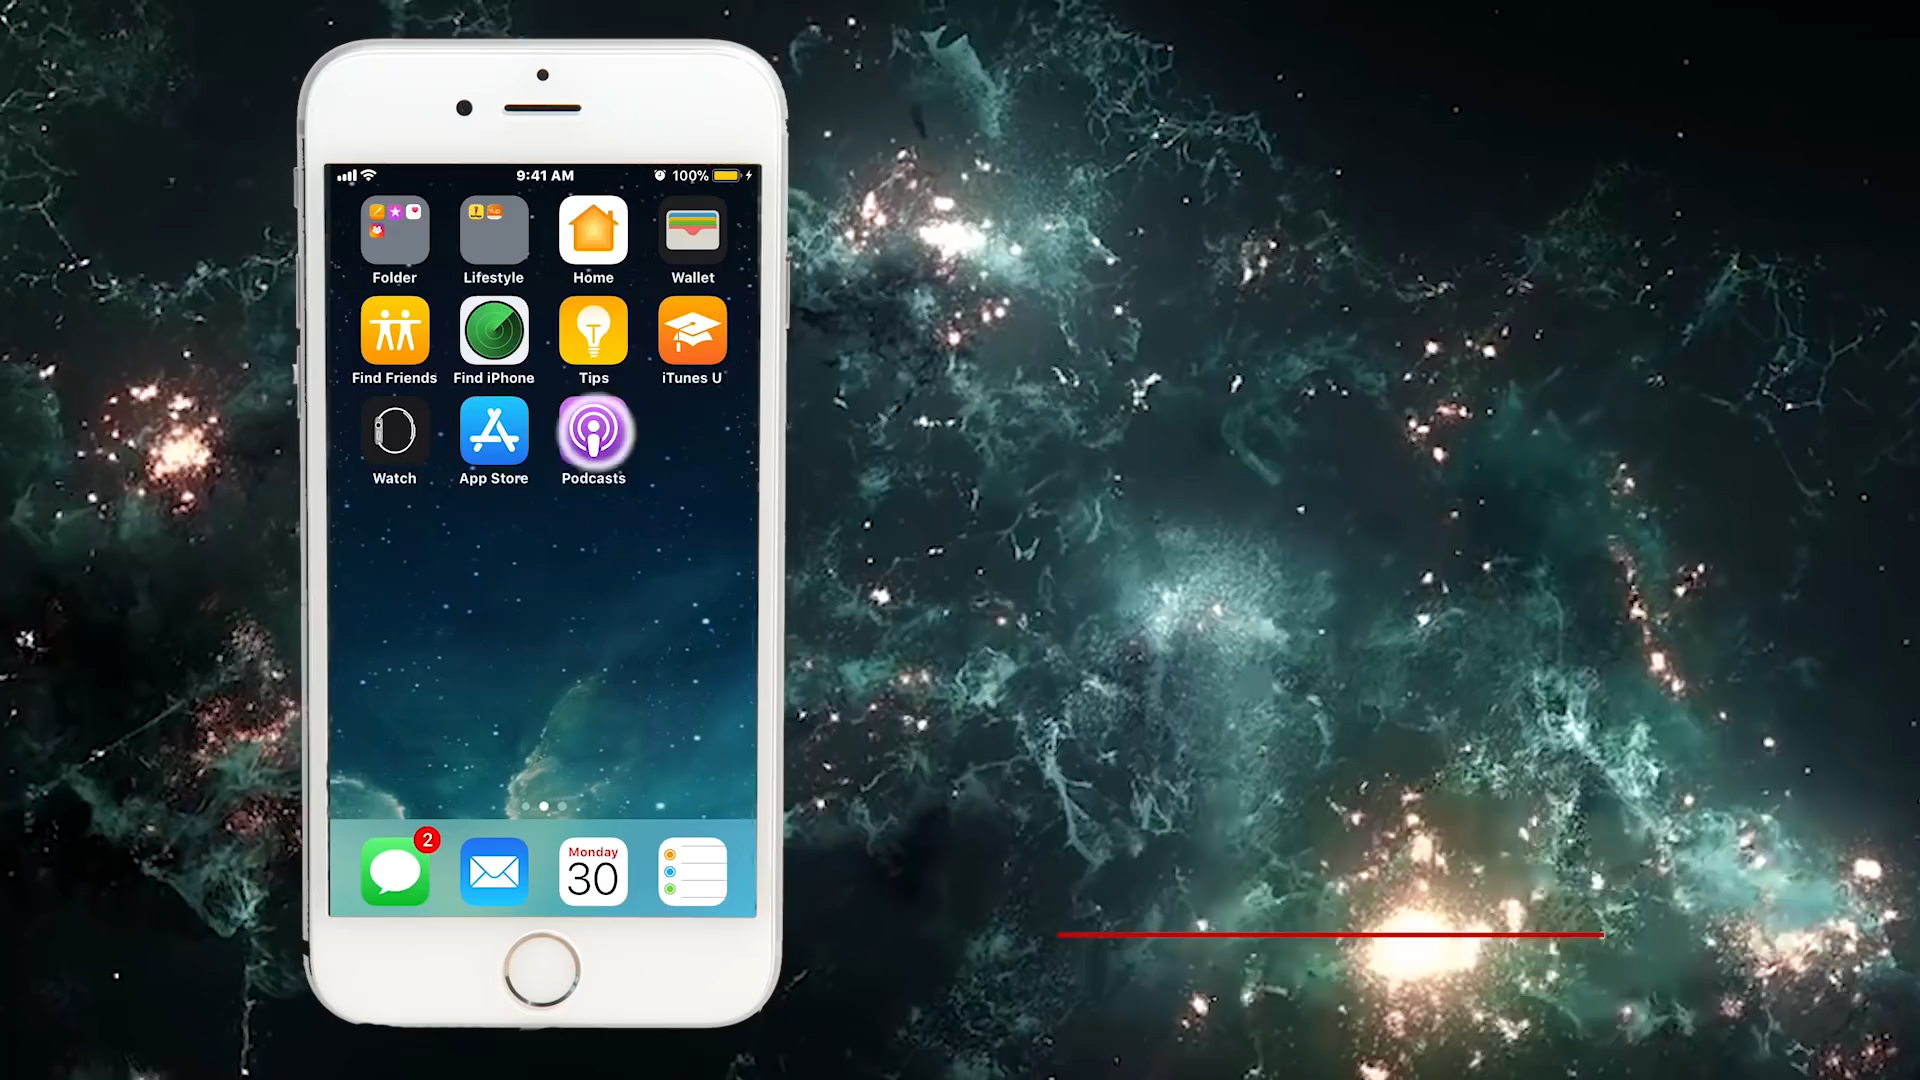 9:41 AM 100%
Folder Lifestyle Home Wallet
Find Friends Find iPhone Tips iTunes U
Watch App Store Podcasts
2
Monday
30